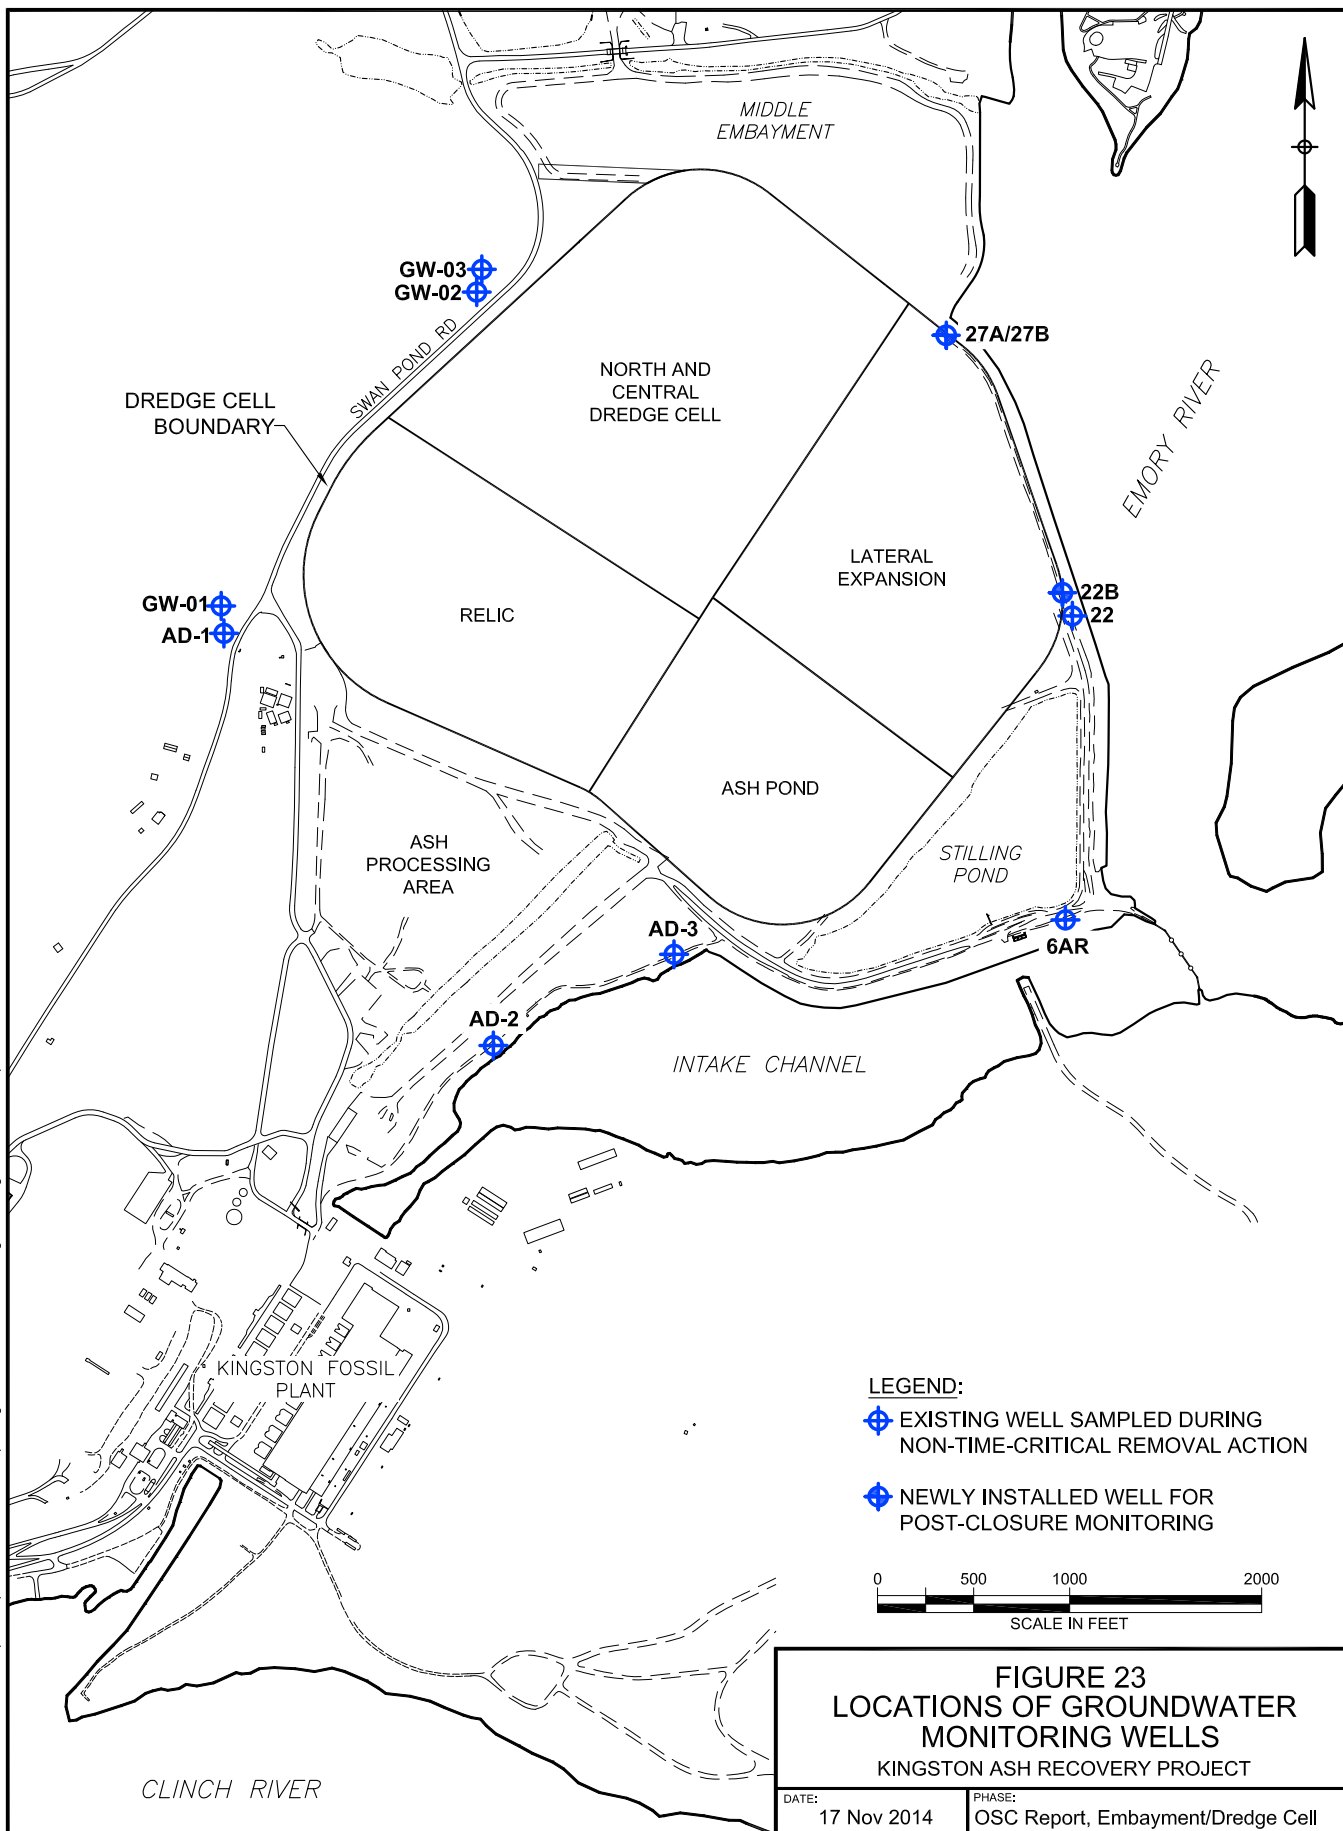 MIDDLE
EMBAYMENT
GW-03
GW-02
SWAN POND RD
27A/27B
NORTH AND
CENTRAL
DREDGE CELL
DREDGE CELL
BOUNDARY
EMORY RIVER
LATERAL
EXPANSION
22B
22
GW-01
AD-1
RELIC
ASH POND
ASH
PROCESSING
AREA
STILLING
POND
AD-3
6AR
AD-2
INTAKE CHANNEL
KINGSTON FOSSIL
PLANT
LEGEND:
EXISTING WELL SAMPLED DURING
NON-TIME-CRITICAL REMOVAL ACTION
NEWLY INSTALLED WELL FOR
POST-CLOSURE MONITORING
0 500 1000 2000
SCALE IN FEET
CLINCH RIVER
FIGURE 23
LOCATIONS OF GROUNDWATER
MONITORING WELLS
KINGSTON ASH RECOVERY PROJECT
DATE:
17 Nov 2014
PHASE:
OSC Report, Embayment/Dredge Cell